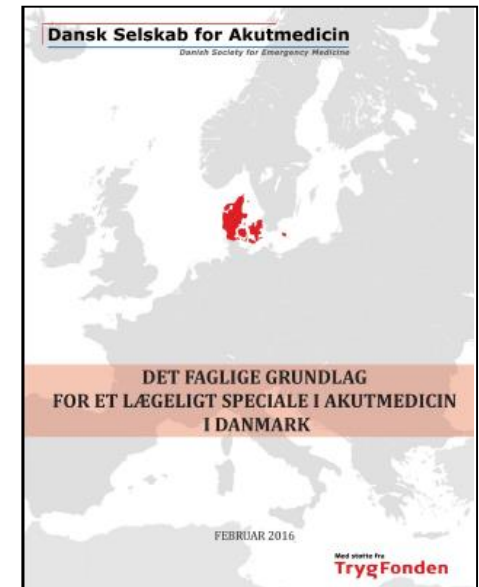 Dansk Selskab for Akutmedicin
Danish Society for Emergency Medicine
DET FAGLIGE GRUNDLAG
FOR ET LÆGELIGT SPECIALE I AKUTMEDICIN
I DANMARK
FEBRUAR 2016
Med støtte fra
TrygFonden